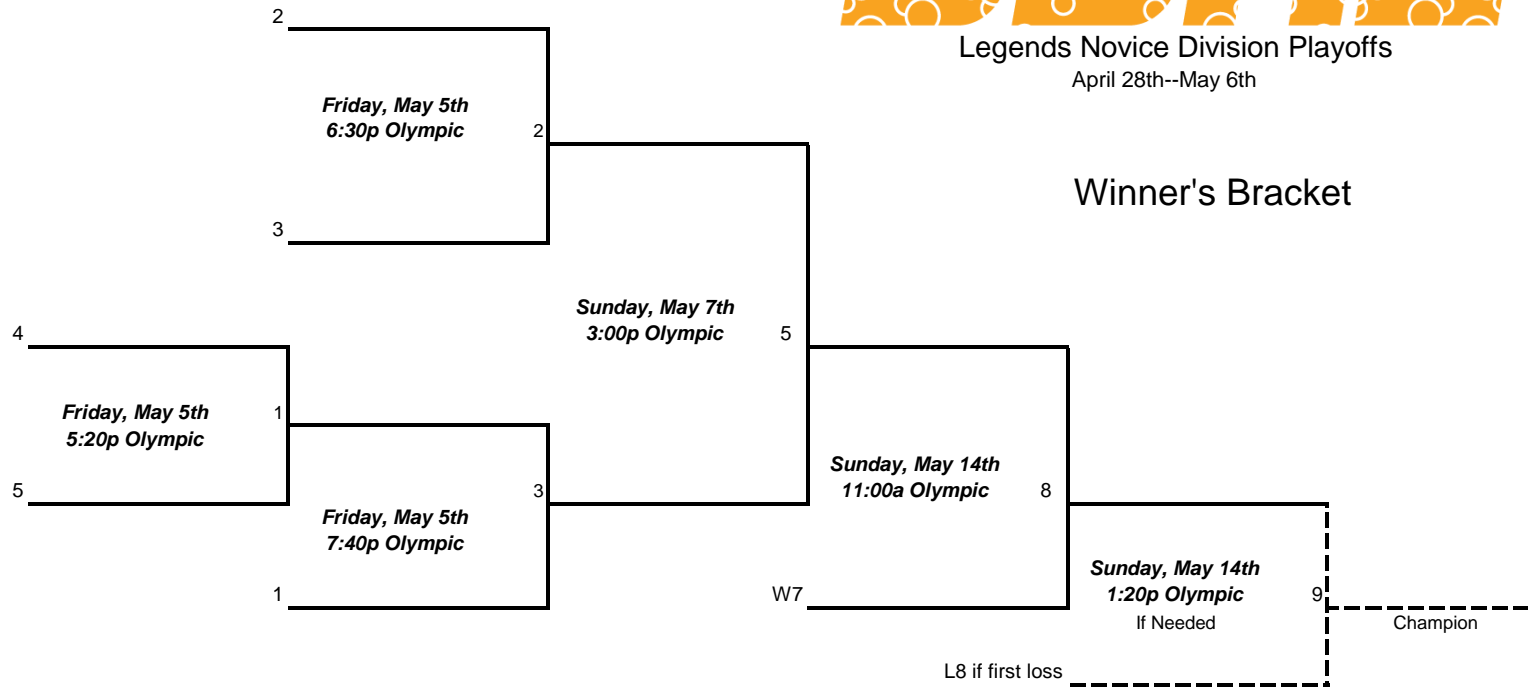 2
Legends Novice Division Playoffs
April 28th--May 6th
Friday, May 5th
6:30p Olympic
2
Winner's Bracket
3
Sunday, May 7th
3:00p Olympic
5
4
Friday, May 5th
5:20p Olympic
1
Sunday, May 14th
11:00a Olympic
8
5
3
Friday, May 5th
7:40p Olympic
Sunday, May 14th
1:20p Olympic
If Needed
9
1
W7
Champion
L8 if first loss